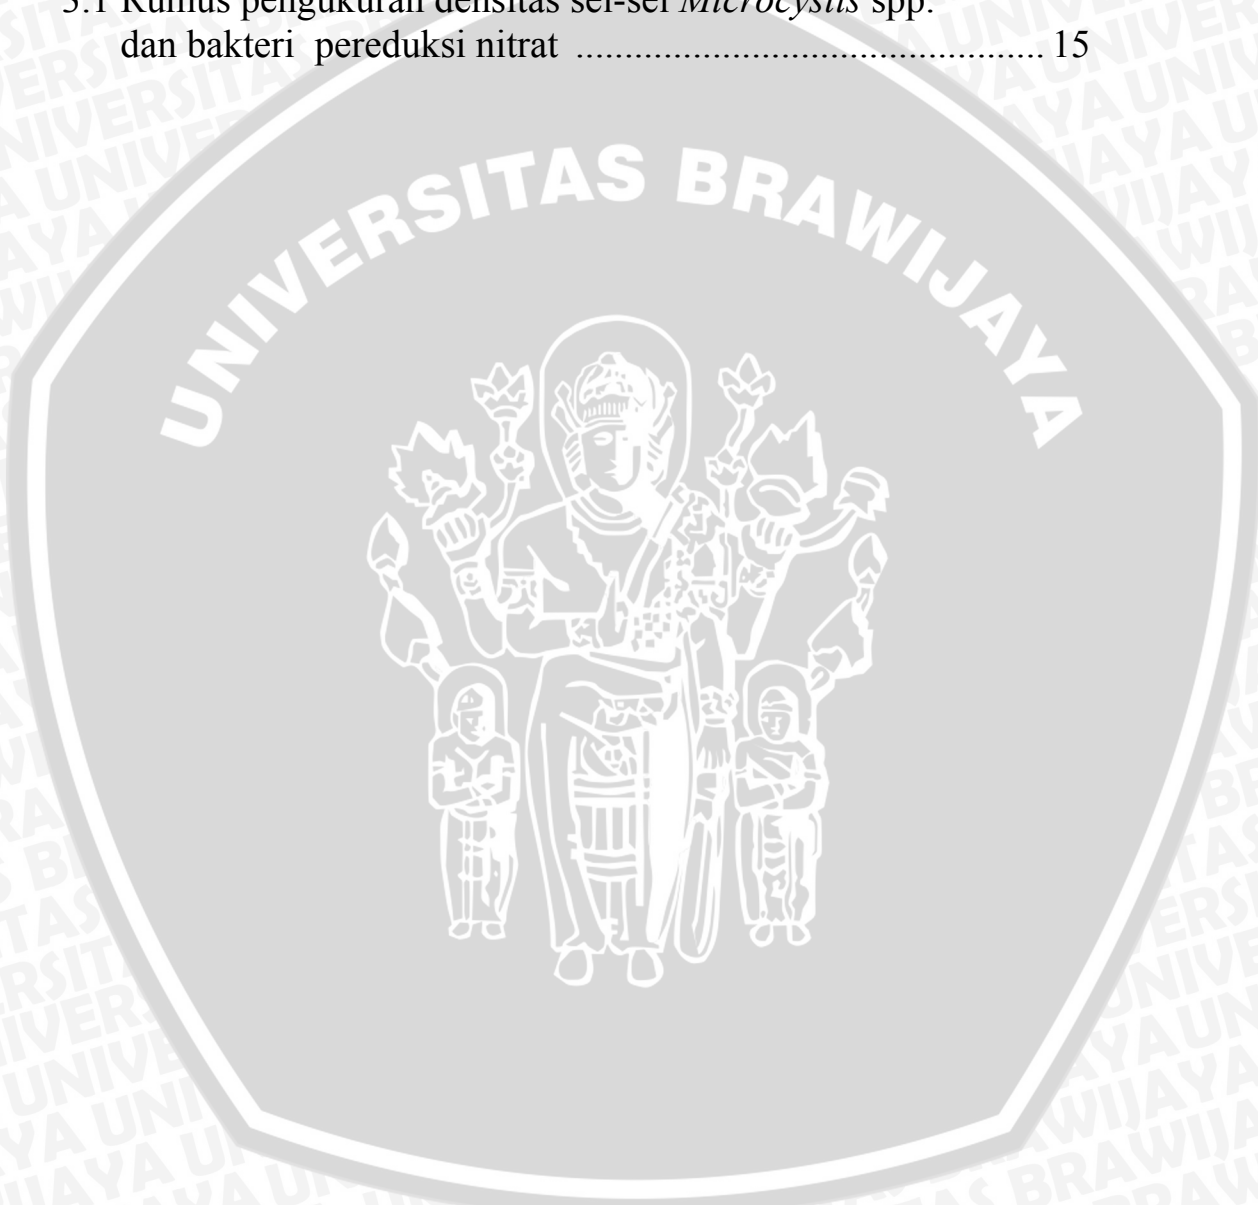 3.1 Rumus pengukuran densitas sel-sel Microcystis spp.
dan bakteri pereduksi nitrat ............................................... 15
UNIVERSITAS BRAWIJAYA